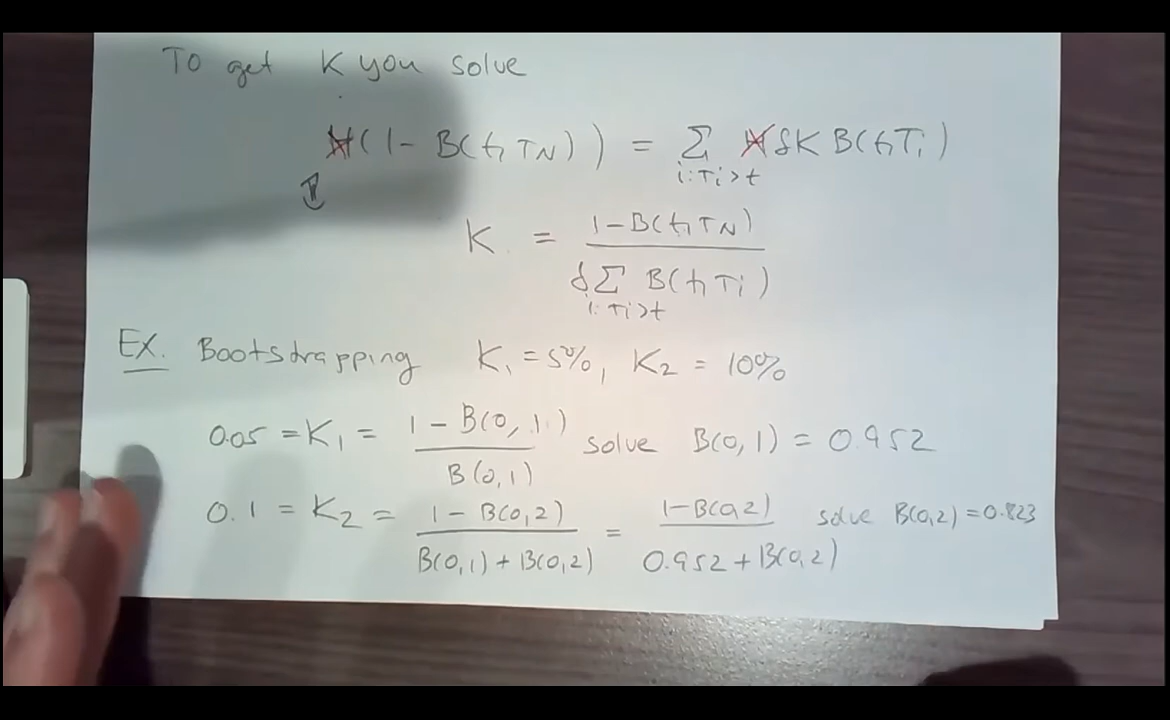 To get K you solve
N(1 - B(t, TN)) = Σ NδK B(t, Ti)
i: Ti > t
K = 1 - B(t, TN)
δΣ B(t, Ti)
i: Ti > t
Ex. Bootstrapping K1 = 5%, K2 = 10%
0.05 = K1 = 1 - B(0, 1) / B(0, 1) solve B(0, 1) = 0.952
0.1 = K2 = 1 - B(0, 2) / B(0, 1) + B(0, 2) = 1 - B(0, 2) / 0.952 + B(0, 2) solve B(0, 2) = 0.823